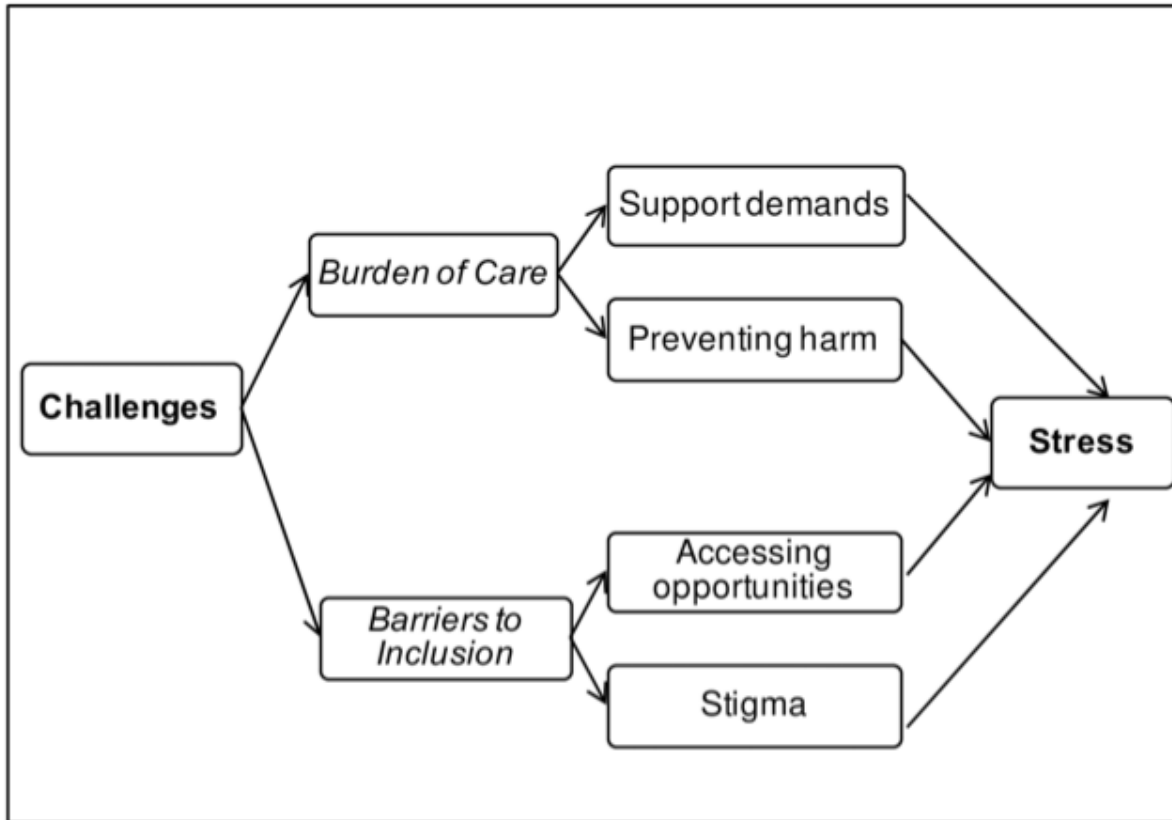 Support demands
Burden of Care
Preventing harm
Challenges
Stress
Accessing
opportunities
Barriers to
Inclusion
Stigma